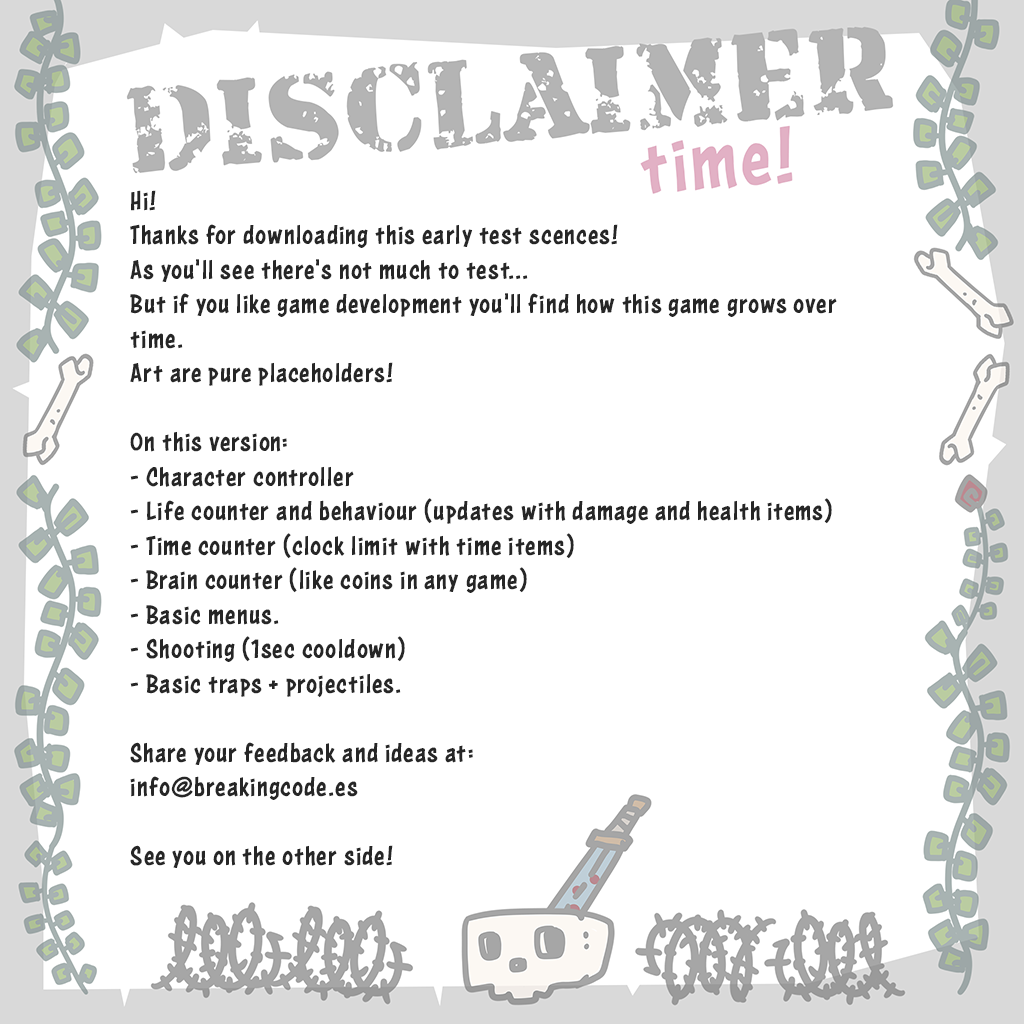 DISCLAIMER
time!
Hi!
Thanks for downloading this early test scences!
As you'll see there's not much to test...
But if you like game development you'll find how this game grows over
time.
Art are pure placeholders!
On this version:
- Character controller
- Life counter and behaviour (updates with damage and health items)
- Time counter (clock limit with time items)
- Brain counter (like coins in any game)
- Basic menus.
- Shooting (1sec cooldown)
- Basic traps + projectiles.
Share your feedback and ideas at:
info@breakingcode.es
See you on the other side!